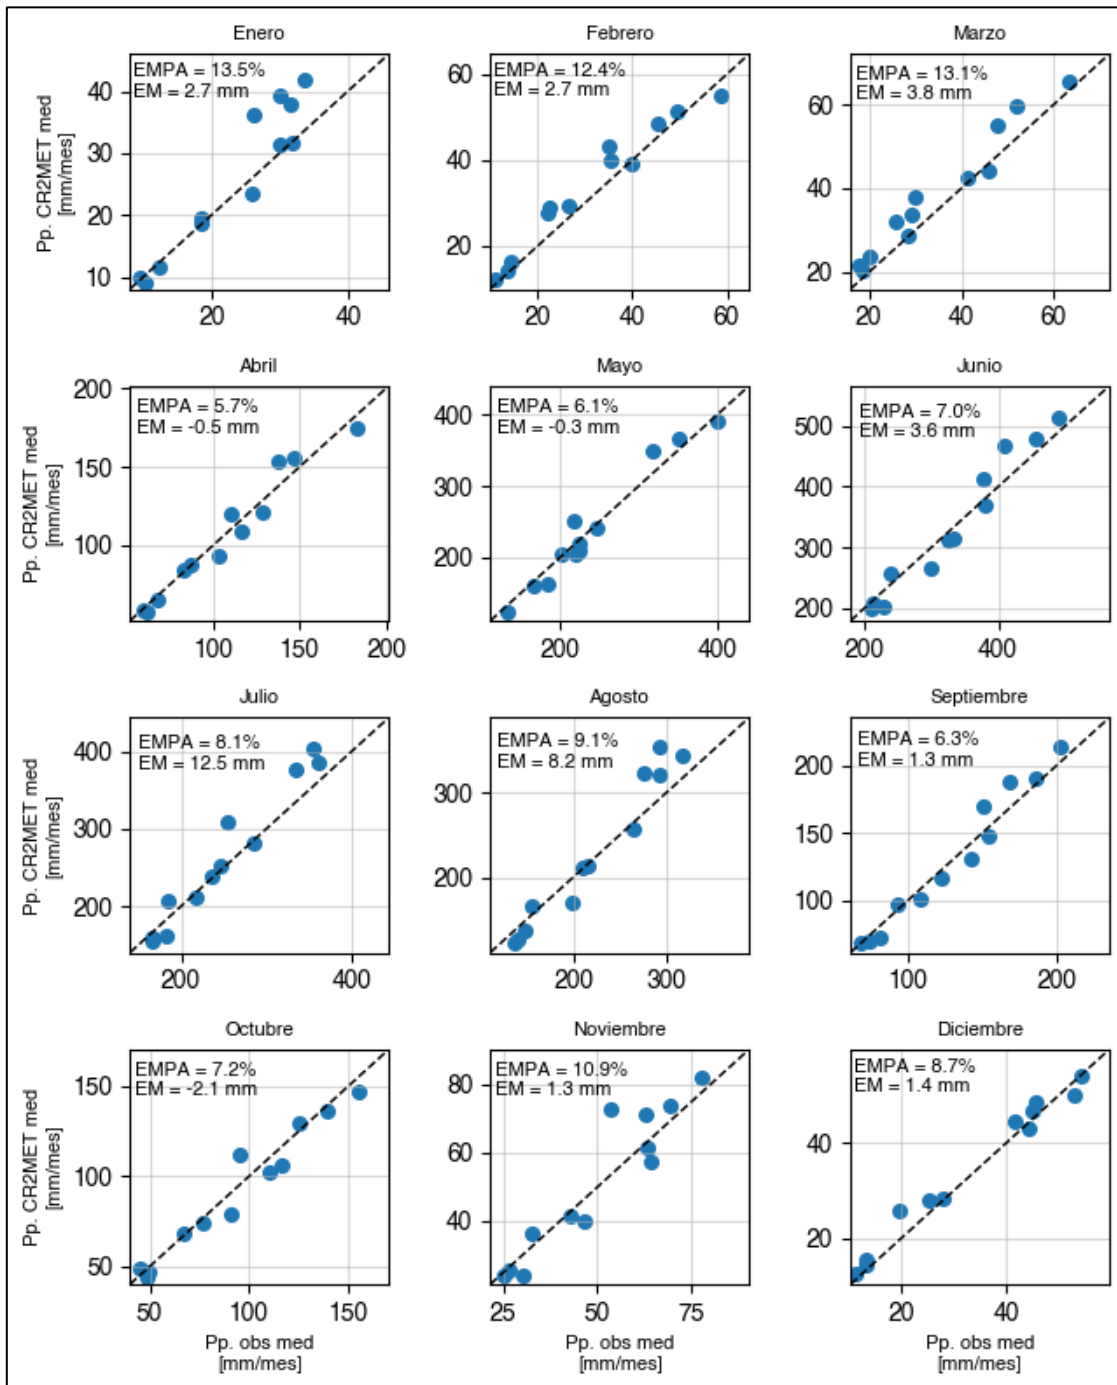 Enero
EMPA = 13.5%
EM = 2.7 mm
Pp. CR2MET med
[mm/mes]
40
30
20
10
20
40
Febrero
EMPA = 12.4%
EM = 2.7 mm
60
40
20
20
40
60
Marzo
EMPA = 13.1%
EM = 3.8 mm
60
40
20
20
40
60
Abril
EMPA = 5.7%
EM = -0.5 mm
Pp. CR2MET med
[mm/mes]
200
150
100
100
150
200
Mayo
EMPA = 6.1%
EM = -0.3 mm
400
300
200
200
400
Junio
EMPA = 7.0%
EM = 3.6 mm
500
400
300
200
200
400
Julio
EMPA = 8.1%
EM = 12.5 mm
Pp. CR2MET med
[mm/mes]
400
300
200
200
400
Agosto
EMPA = 9.1%
EM = 8.2 mm
300
200
200
300
Septiembre
EMPA = 6.3%
EM = 1.3 mm
200
100
100
200
Octubre
EMPA = 7.2%
EM = -2.1 mm
Pp. CR2MET med
[mm/mes]
150
100
50
50
100
150
Pp. obs med
[mm/mes]
Noviembre
EMPA = 10.9%
EM = 1.3 mm
80
60
40
25
50
75
Pp. obs med
[mm/mes]
Diciembre
EMPA = 8.7%
EM = 1.4 mm
40
20
20
40
Pp. obs med
[mm/mes]